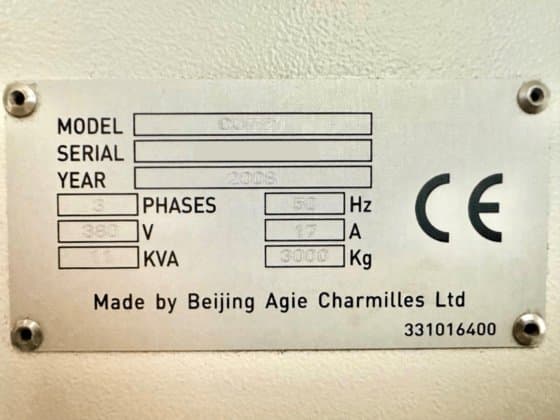 MODEL
SERIAL
YEAR 2008
3 PHASES 50 Hz
380 V 17 A
11 KVA 3000 Kg
CE
Made by Beijing Agie Charmilles Ltd
331016400